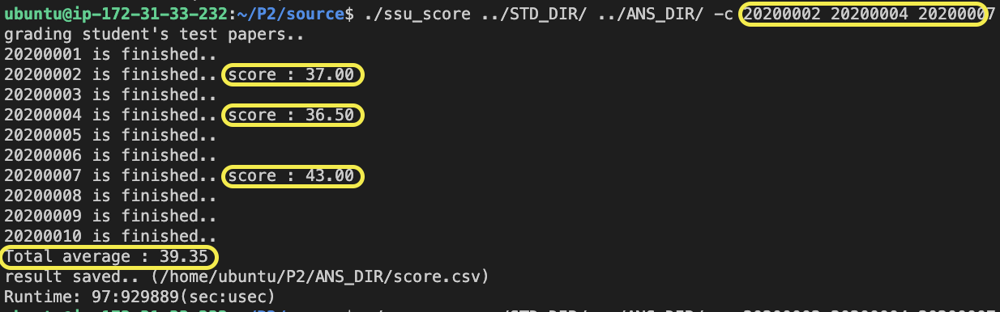 ubuntu@ip-172-31-33-232:~/P2/source$ ./ssu_score ../STD_DIR/ ../ANS_DIR/ -c 20200002 20200004 20200007
grading student's test papers..
20200001 is finished..
20200002 is finished.. score : 37.00
20200003 is finished..
20200004 is finished.. score : 36.50
20200005 is finished..
20200006 is finished..
20200007 is finished.. score : 43.00
20200008 is finished..
20200009 is finished..
20200010 is finished..
Total average : 39.35
result saved.. (/home/ubuntu/P2/ANS_DIR/score.csv)
Runtime: 97:929889(sec:usec)